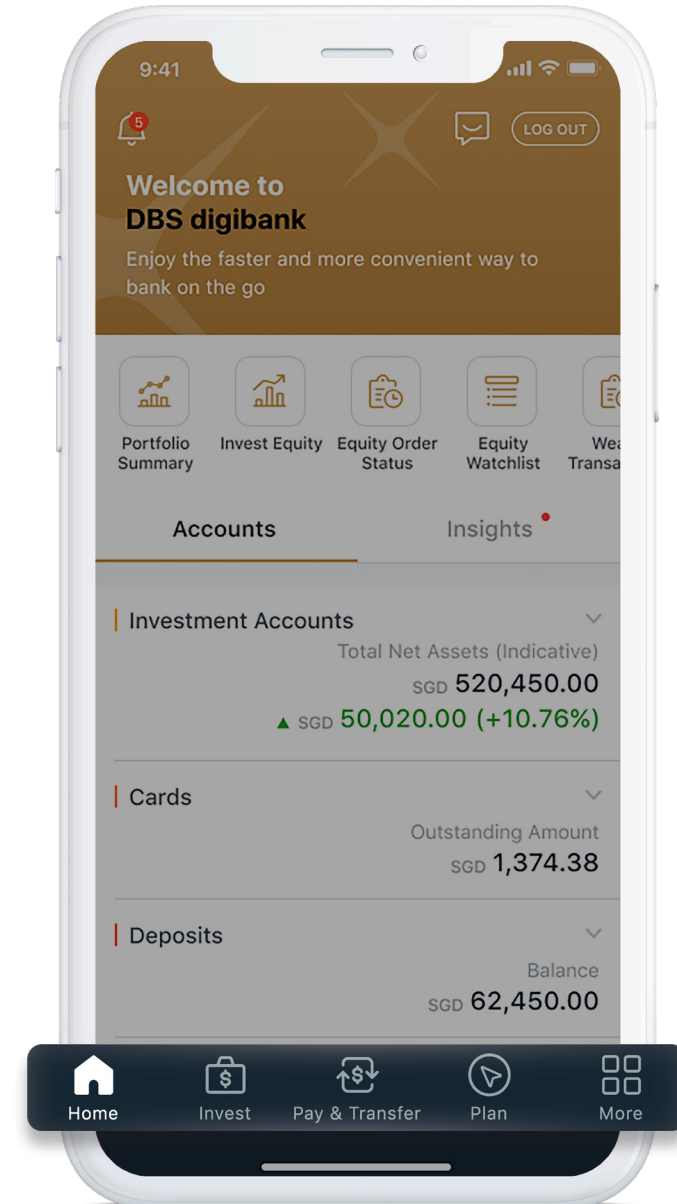 9:41
5
LOG OUT
Welcome to
DBS digibank
Enjoy the faster and more convenient way to
bank on the go
Portfolio
Summary
Invest Equity
Equity Order
Status
Equity
Watchlist
Wea
Transa
Accounts
Insights
Investment Accounts
Total Net Assets (Indicative)
SGD 520,450.00
▲ SGD 50,020.00 (+10.76%)
Cards
Outstanding Amount
SGD 1,374.38
Deposits
Balance
SGD 62,450.00
$
$
Home
Invest
Pay & Transfer
Plan
More